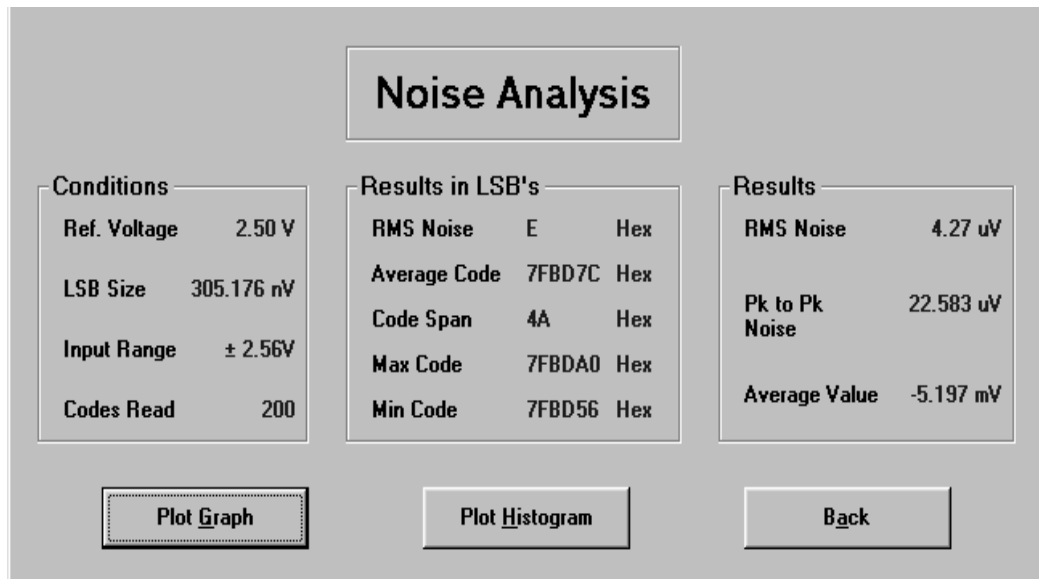 Noise Analysis
Conditions
Ref. Voltage 2.50 V
LSB Size 305.176 nV
Input Range ± 2.56V
Codes Read 200
Results in LSB's
RMS Noise E Hex
Average Code 7FBD7C Hex
Code Span 4A Hex
Max Code 7FBDA0 Hex
Min Code 7FBD56 Hex
Results
RMS Noise 4.27 uV
Pk to Pk 22.583 uV
Noise
Average Value -5.197 mV
Plot Graph
Plot Histogram
Back